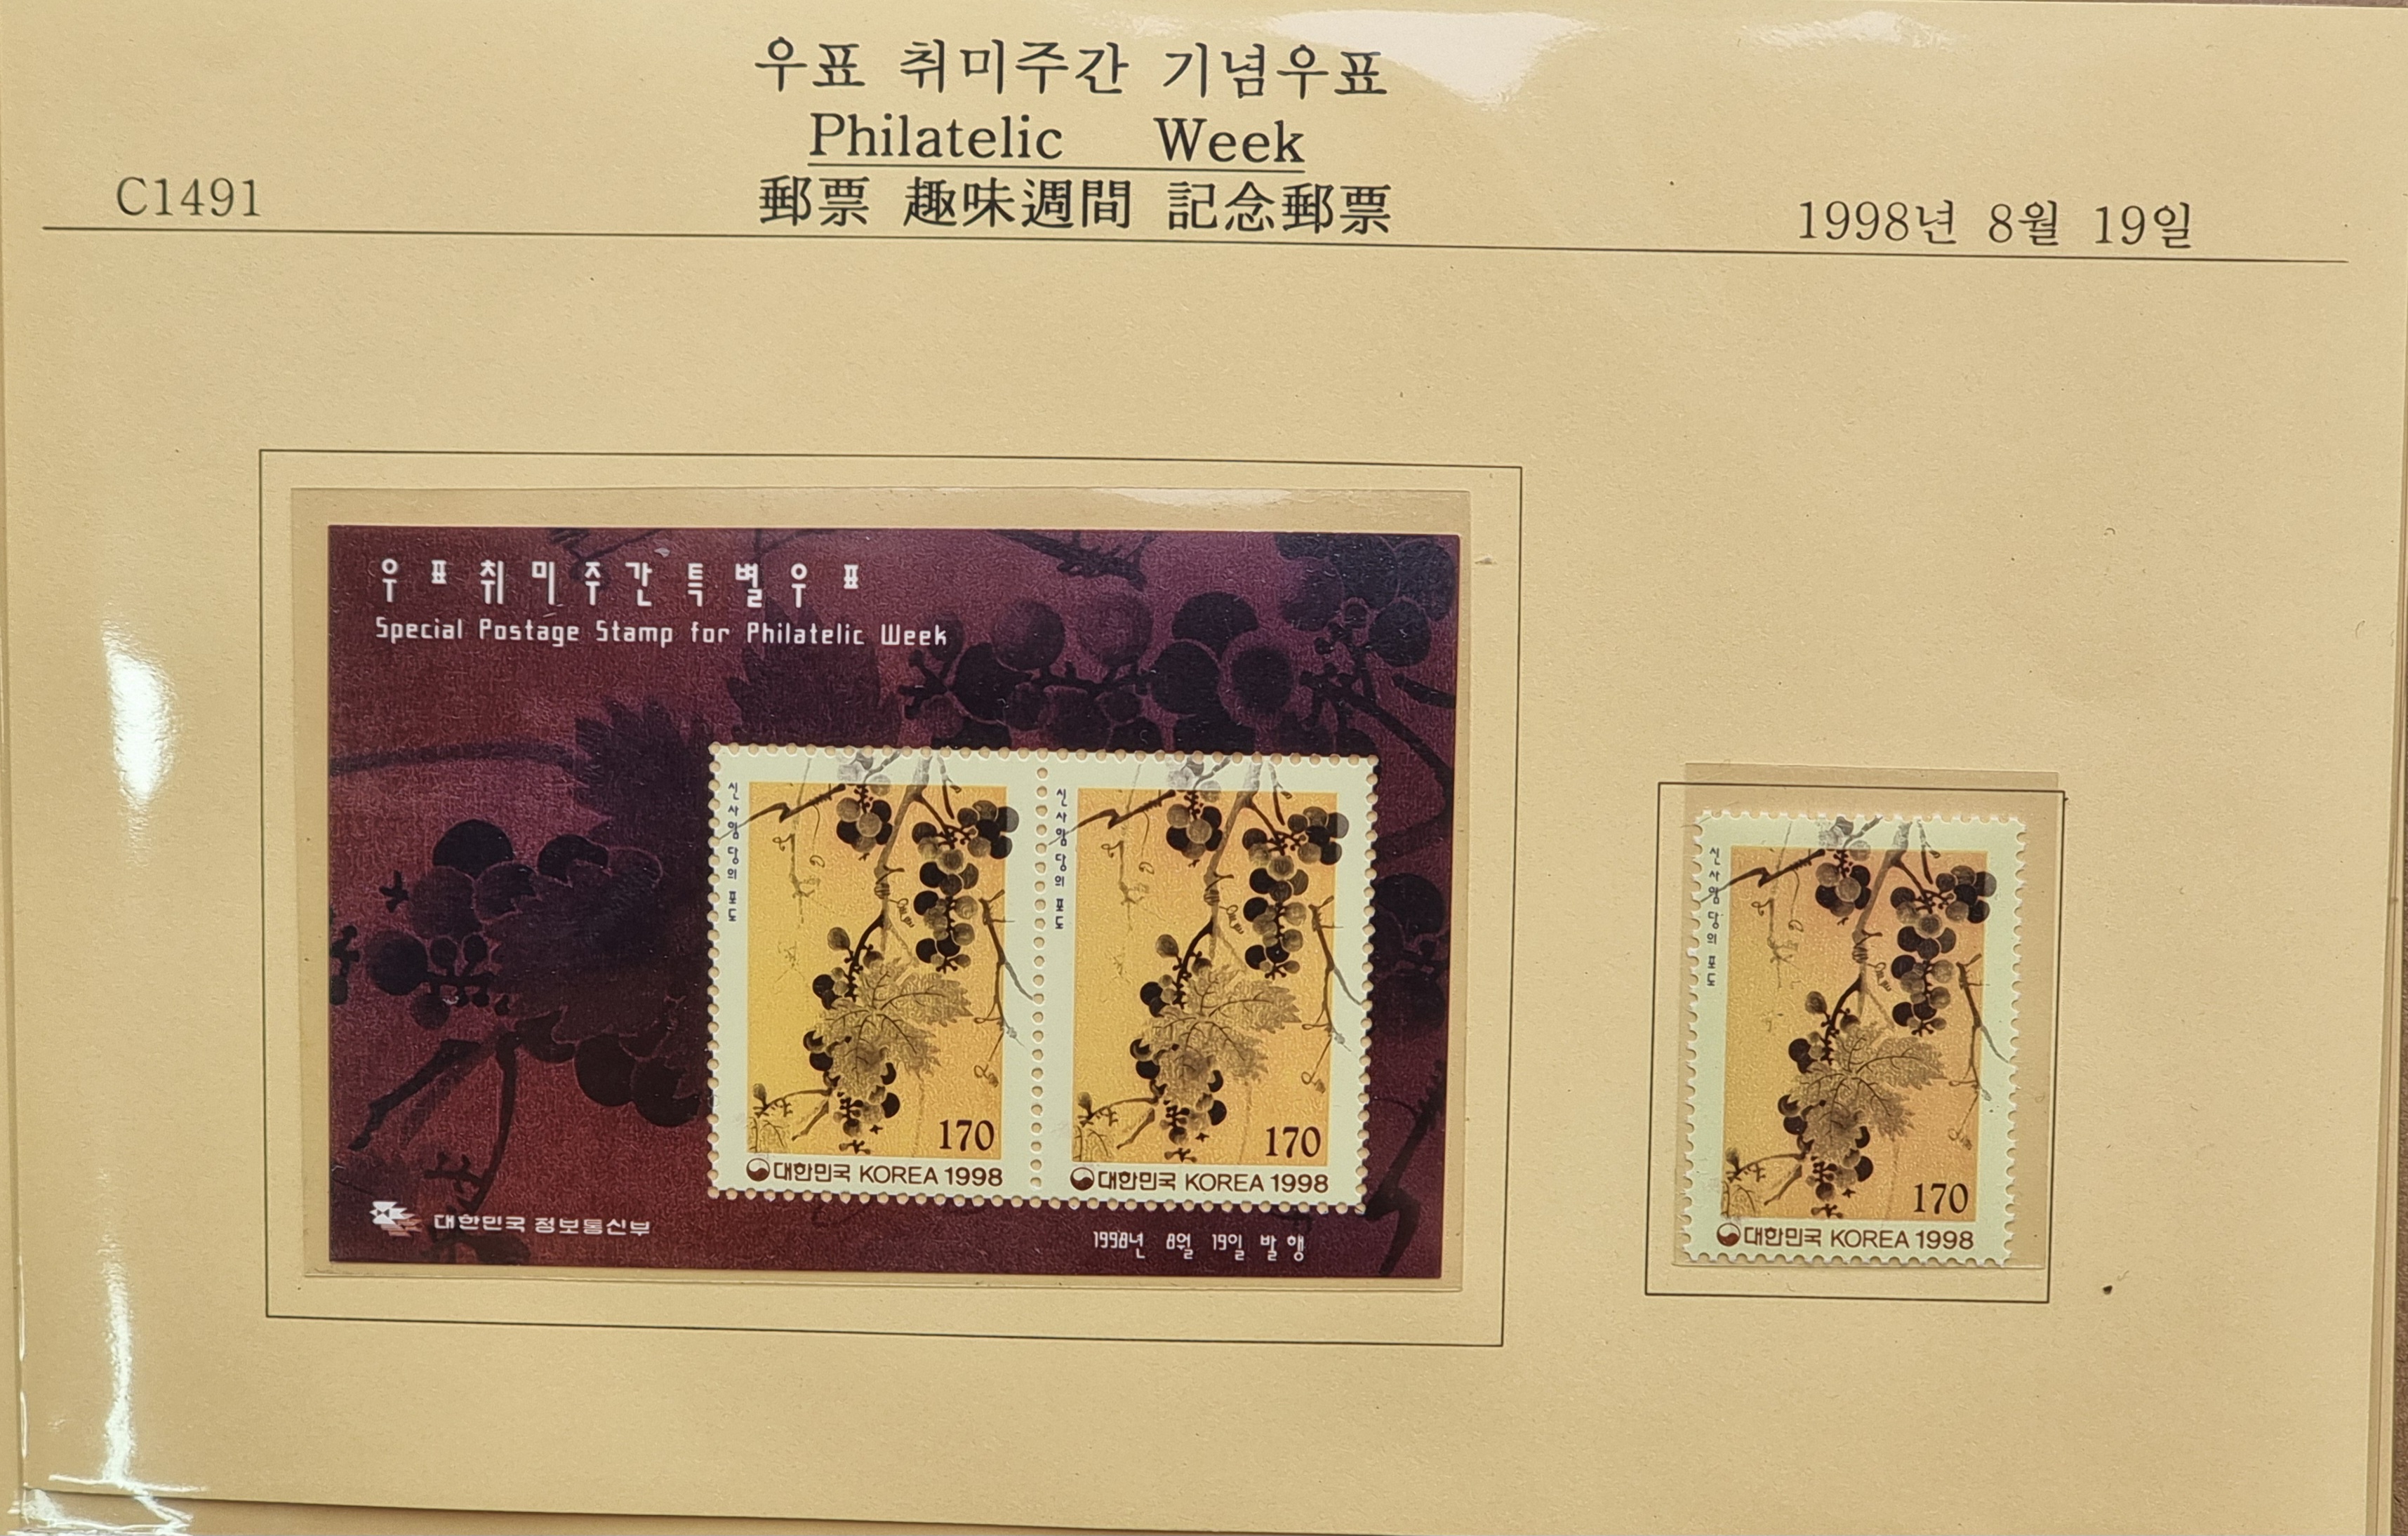 우표 취미주간 기념우표
Philatelic Week
C1491
郵票 趣味週間 記念郵票
1998년 8월 19일
우표취미주간특별우표
Special Postage Stamp for Philatelic Week
신사임당의 포도
170
대한민국 KOREA 1998
신사임당의 포도
170
대한민국 KOREA 1998
대한민국 정보통신부
1998년 8월 19일 발행
신사임당의 포도
170
대한민국 KOREA 1998